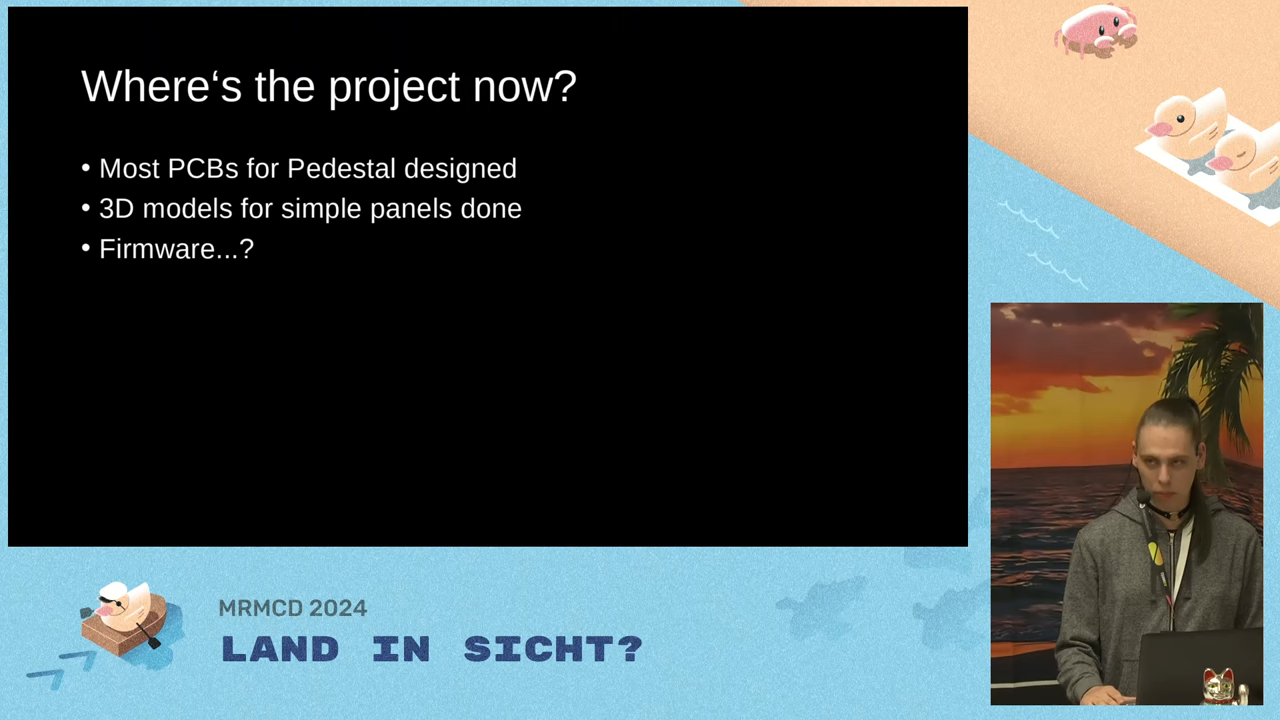 Where‘s the project now?
• Most PCBs for Pedestal designed
• 3D models for simple panels done
• Firmware...?
MRMCD 2024
LAND IN SICHT?